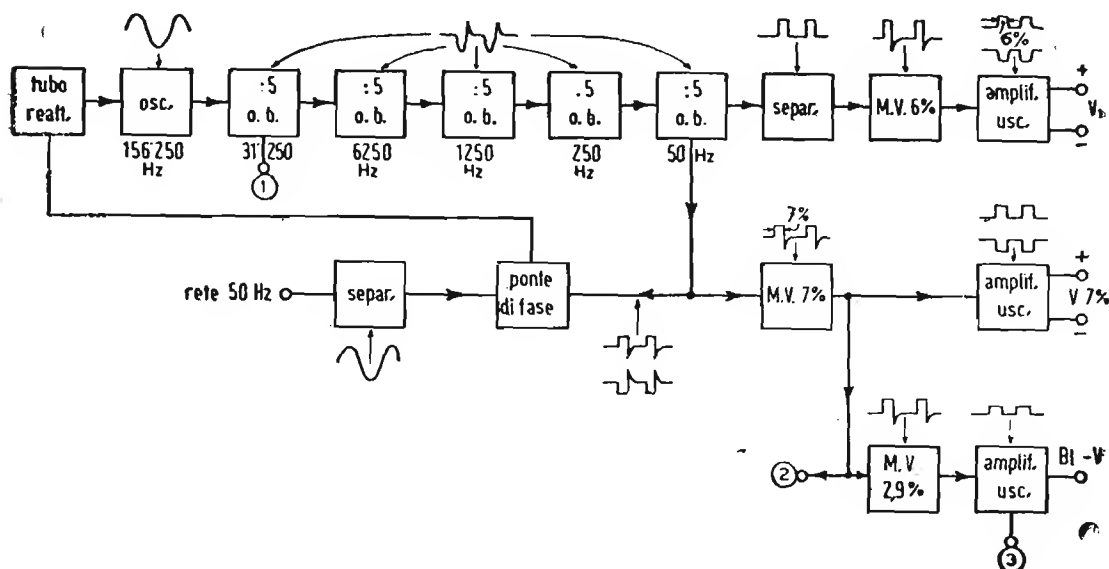 tubo
reatt.
osc.
156'250
Hz
: 5
o. b.
31'250
1
: 5
o. b.
6250
Hz
: 5
o. b.
1250
Hz
. 5
o. b.
250
Hz
: 5
o. b.
50 Hz
separ.
M.V. 6%
6%
amplif.
usc.
+
−
rete 50 Hz
separ.
ponte
di fase
7%
M.V. 7%
amplif.
usc.
+
V 7%
−
2
M.V.
2,9%
amplif.
usc.
3